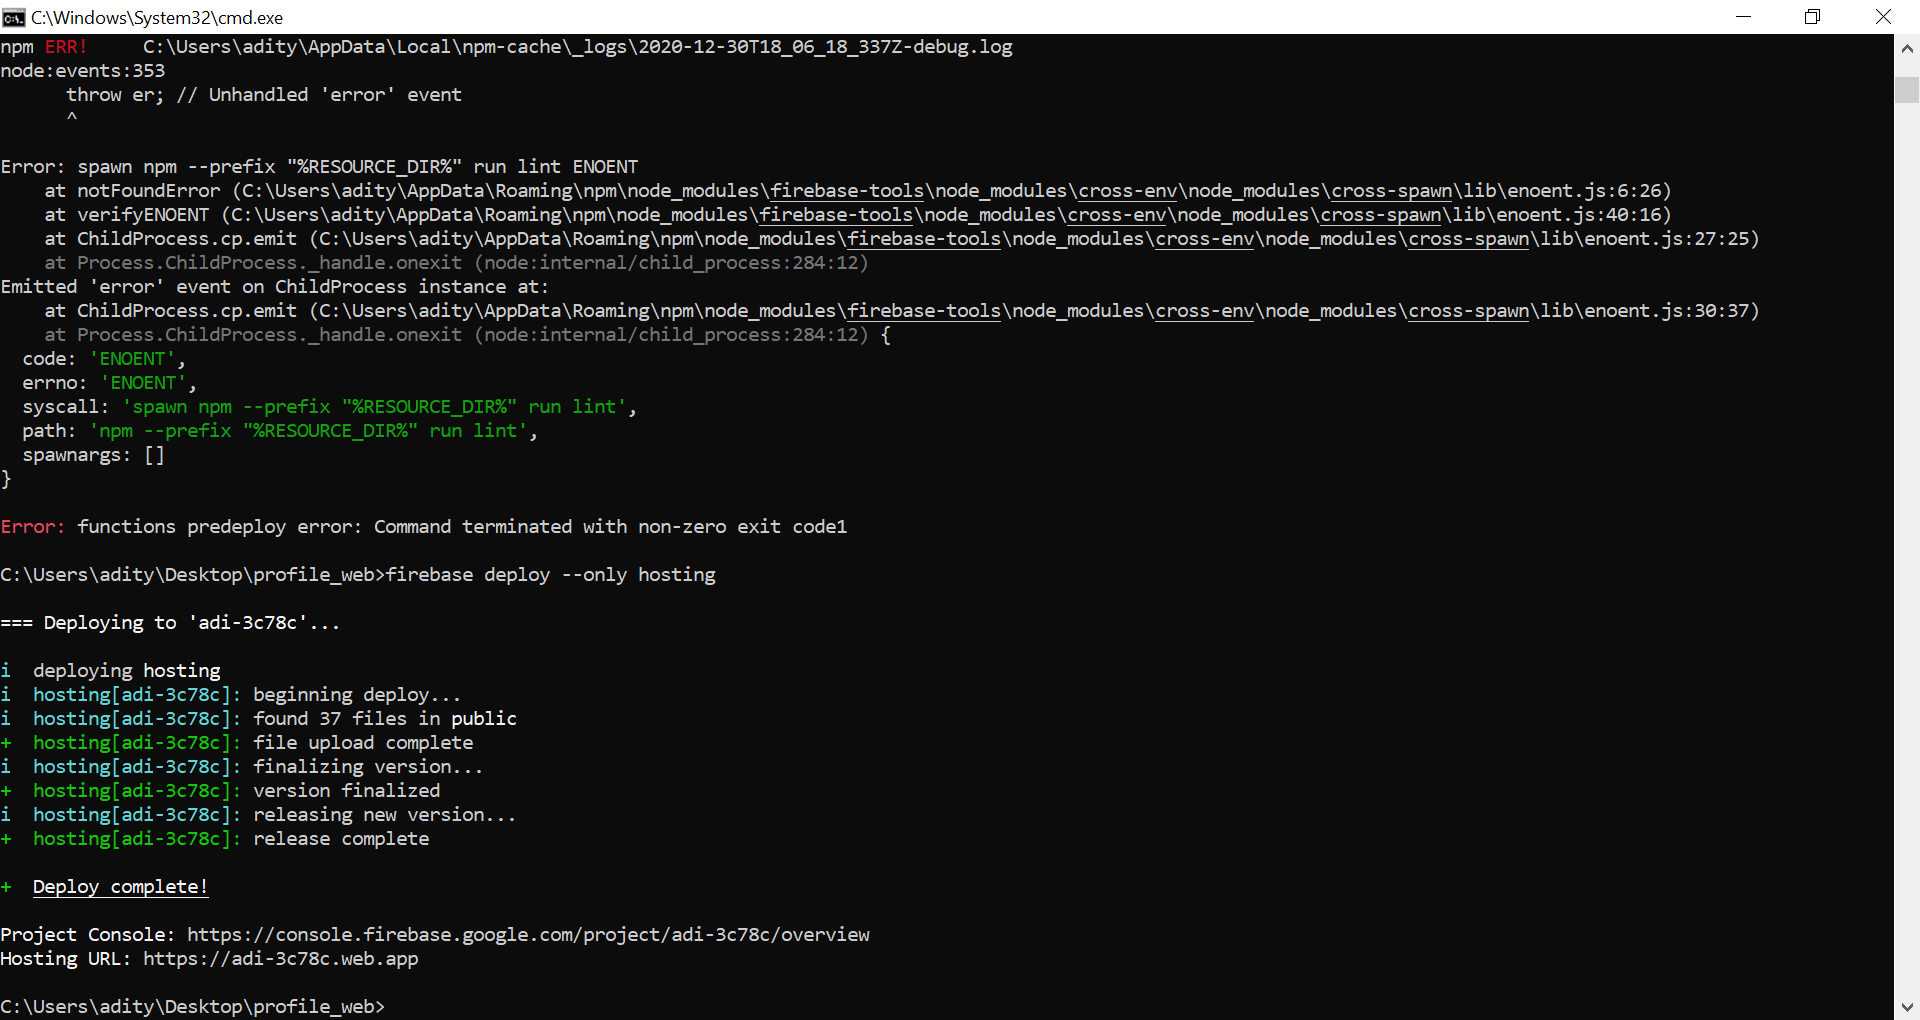 C:\Windows\System32\cmd.exe
npm ERR!     C:\Users\adity\AppData\Local\npm-cache\_logs\2020-12-30T18_06_18_337Z-debug.log
node:events:353
      throw er; // Unhandled 'error' event
      ^
Error: spawn npm --prefix "%RESOURCE_DIR%" run lint ENOENT
    at notFoundError (C:\Users\adity\AppData\Roaming\npm\node_modules\firebase-tools\node_modules\cross-env\node_modules\cross-spawn\lib\enoent.js:6:26)
    at verifyENOENT (C:\Users\adity\AppData\Roaming\npm\node_modules\firebase-tools\node_modules\cross-env\node_modules\cross-spawn\lib\enoent.js:40:16)
    at ChildProcess.cp.emit (C:\Users\adity\AppData\Roaming\npm\node_modules\firebase-tools\node_modules\cross-env\node_modules\cross-spawn\lib\enoent.js:27:25)
    at Process.ChildProcess._handle.onexit (node:internal/child_process:284:12)
Emitted 'error' event on ChildProcess instance at:
    at ChildProcess.cp.emit (C:\Users\adity\AppData\Roaming\npm\node_modules\firebase-tools\node_modules\cross-env\node_modules\cross-spawn\lib\enoent.js:30:37)
    at Process.ChildProcess._handle.onexit (node:internal/child_process:284:12) {
  code: 'ENOENT',
  errno: 'ENOENT',
  syscall: 'spawn npm --prefix "%RESOURCE_DIR%" run lint',
  path: 'npm --prefix "%RESOURCE_DIR%" run lint',
  spawnargs: []
}
Error: functions predeploy error: Command terminated with non-zero exit code1
C:\Users\adity\Desktop\profile_web>firebase deploy --only hosting
=== Deploying to 'adi-3c78c'...
i  deploying hosting
i  hosting[adi-3c78c]: beginning deploy...
i  hosting[adi-3c78c]: found 37 files in public
+  hosting[adi-3c78c]: file upload complete
i  hosting[adi-3c78c]: finalizing version...
+  hosting[adi-3c78c]: version finalized
i  hosting[adi-3c78c]: releasing new version...
+  hosting[adi-3c78c]: release complete
+  Deploy complete!
Project Console: https://console.firebase.google.com/project/adi-3c78c/overview
Hosting URL: https://adi-3c78c.web.app
C:\Users\adity\Desktop\profile_web>